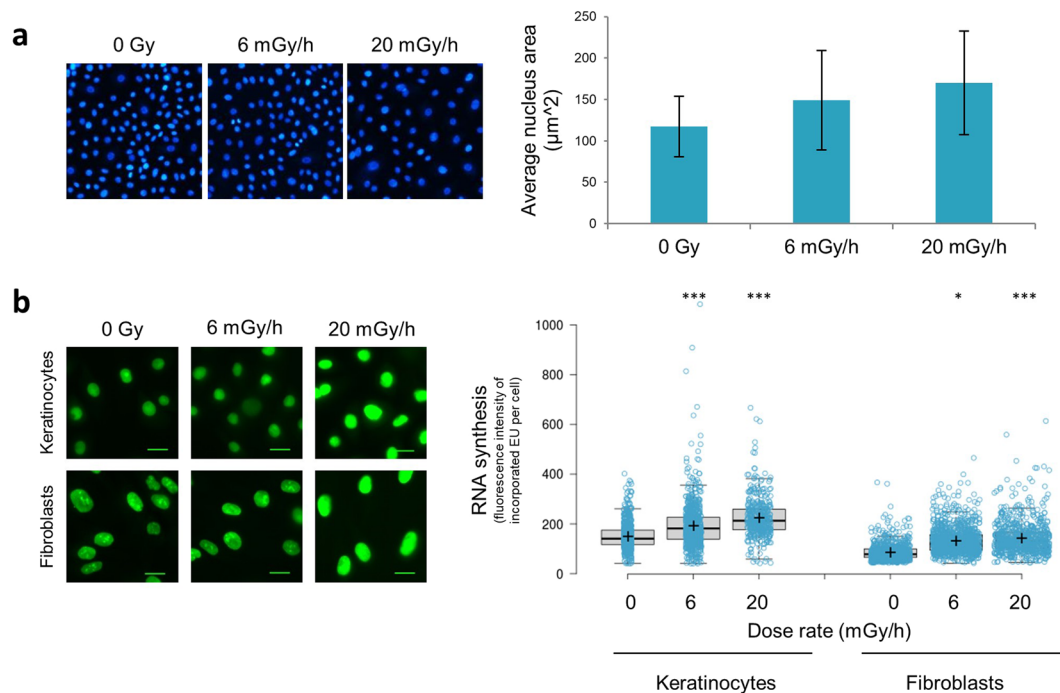 a
0 Gy
6 mGy/h
20 mGy/h
Average nucleus area
(µm^2)
250
200
150
100
50
0
0 Gy
6 mGy/h
20 mGy/h
b
0 Gy
6 mGy/h
20 mGy/h
Keratinocytes
Fibroblasts
RNA synthesis
(fluorescence intensity of
incorporated EU per cell)
*** *** * ***
1000
800
600
400
200
0
0 6 20 0 6 20
Dose rate (mGy/h)
Keratinocytes Fibroblasts